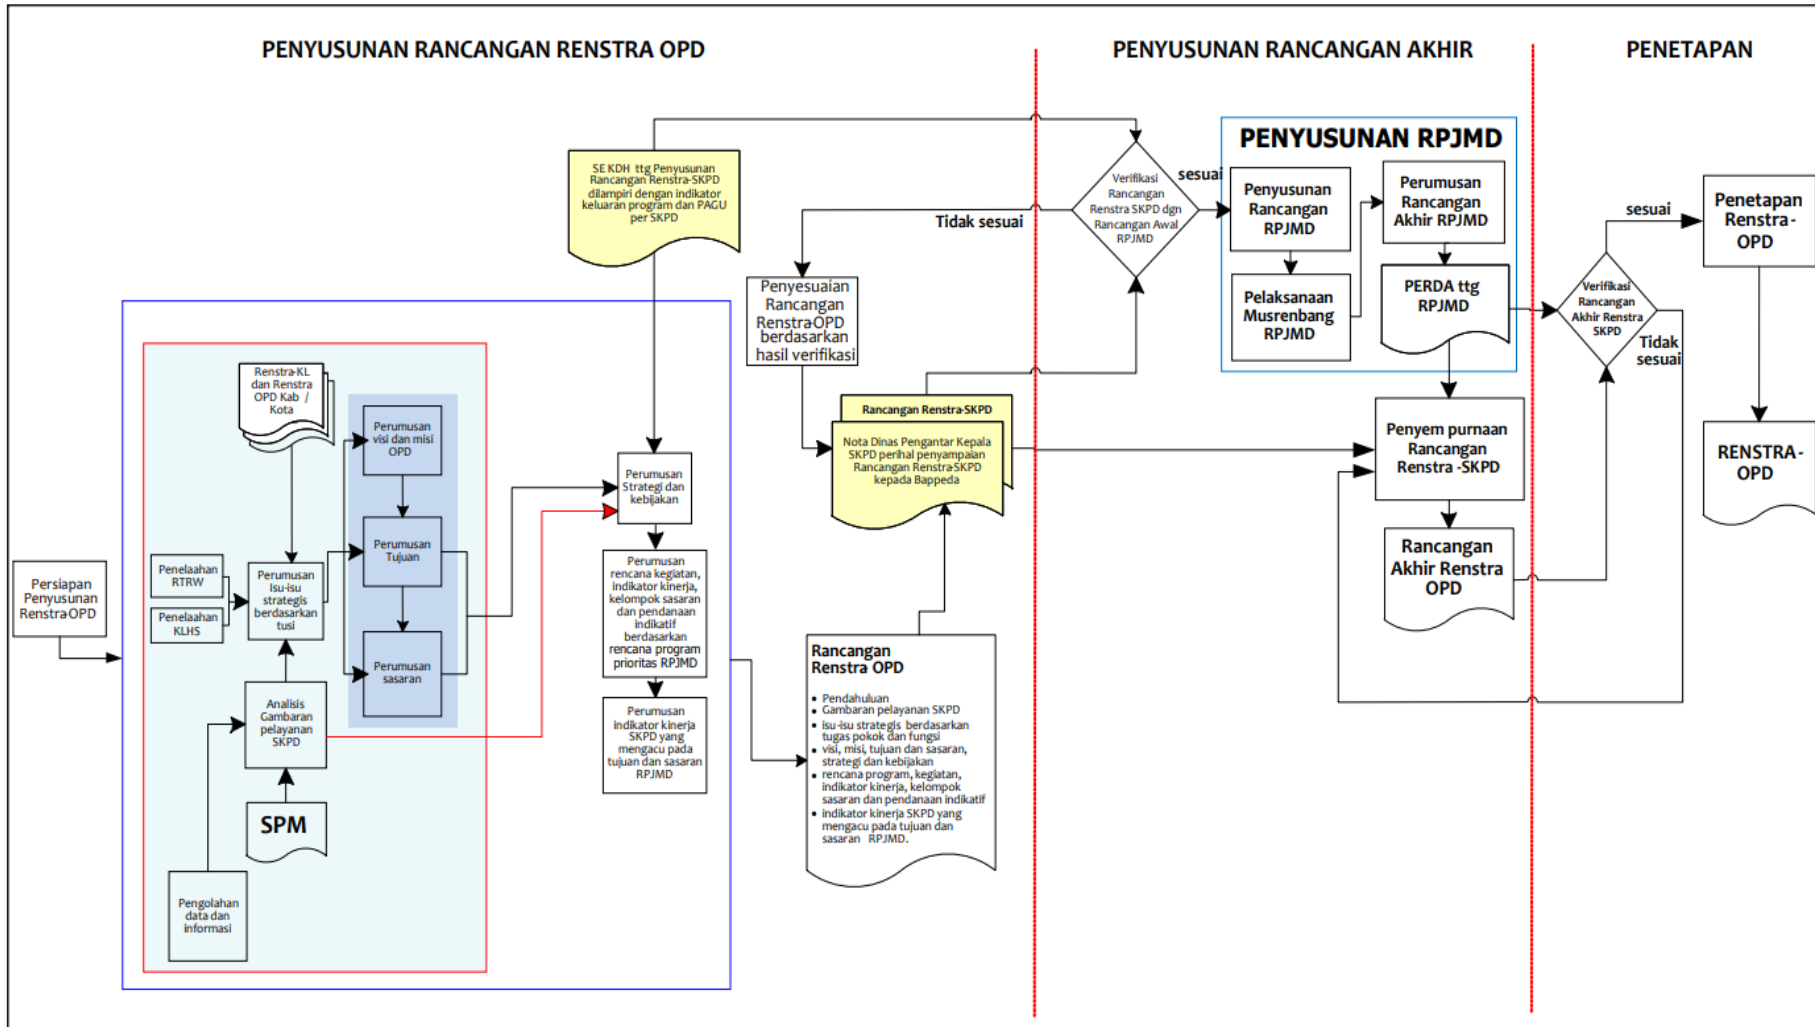 PENYUSUNAN RANCANGAN RENSTRA OPD
PENYUSUNAN RANCANGAN AKHIR
PENETAPAN
SE KDH ttg Penyusunan
Rancangan Renstra-SKPD
dilampiri dengan indikator
keluaran program dan PAGU
per SKPD
Verifikasi
Rancangan
Renstra SKPD dgn
Rancangan Awal
RPJMD
sesuai
Tidak sesuai
PENYUSUNAN RPJMD
Penyusunan
Rancangan
RPJMD
Perumusan
Rancangan
Akhir RPJMD
Pelaksanaan
Musrenbang
RPJMD
PERDA ttg
RPJMD
sesuai
Penetapan
Renstra-
OPD
Verifikasi
Rancangan
Akhir Renstra
SKPD
Tidak
sesuai
Penyesuaian
Rancangan
Renstra-OPD
berdasarkan
hasil verifikasi
Renstra-KL
dan Renstra
OPD Kab /
Kota
Perumusan
visi dan misi
OPD
Rancangan Renstra-SKPD
Nota Dinas Pengantar Kepala
SKPD perihal penyampaian
Rancangan Renstra-SKPD
kepada Bappeda
Penyem purnaan
Rancangan
Renstra -SKPD
RENSTRA-
OPD
Perumusan
Strategi dan
kebijakan
Persiapan
Penyusunan
Renstra-OPD
Penelaahan
RTRW
Penelaahan
KLHS
Perumusan
Isu-isu
strategis
berdasarkan
tusi
Perumusan
Tujuan
Perumusan
rencana kegiatan,
indikator kinerja,
kelompok sasaran
dan pendanaan
indikatif
berdasarkan
rencana program
prioritas RPJMD
Rancangan
Akhir Renstra
OPD
Perumusan
sasaran
Analisis
Gambaran
pelayanan
SKPD
Perumusan
indikator kinerja
SKPD yang
mengacu pada
tujuan dan sasaran
RPJMD
Rancangan
Renstra OPD
• Pendahuluan
• Gambaran pelayanan SKPD
• isu-isu strategis berdasarkan
tugas pokok dan fungsi
• visi, misi, tujuan dan sasaran,
strategi dan kebijakan
• rencana program, kegiatan,
indikator kinerja, kelompok
sasaran dan pendanaan indikatif
• indikator kinerja SKPD yang
mengacu pada tujuan dan
sasaran RPJMD.
SPM
Pengolahan
data dan
informasi